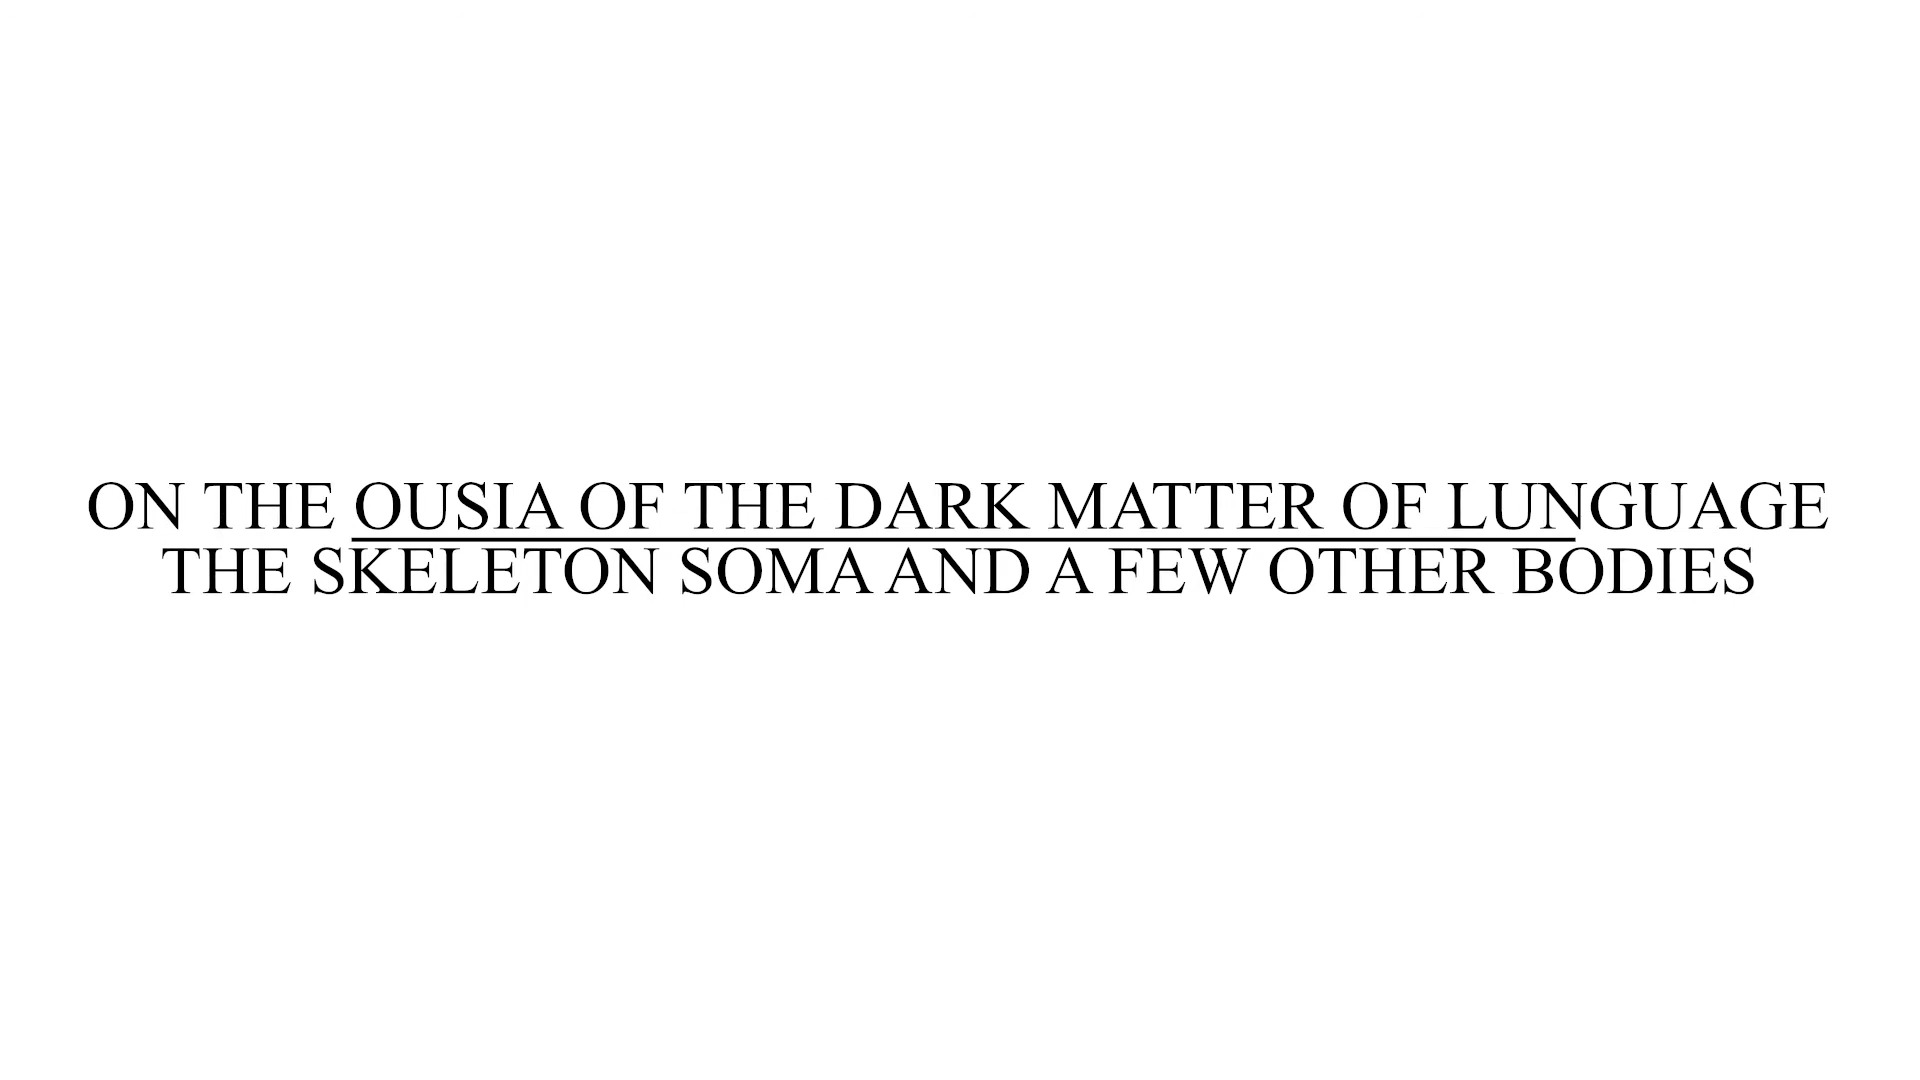 ON THE OUSIA OF THE DARK MATTER OF LUNGUAGE
THE SKELETON SOMA AND A FEW OTHER BODIES